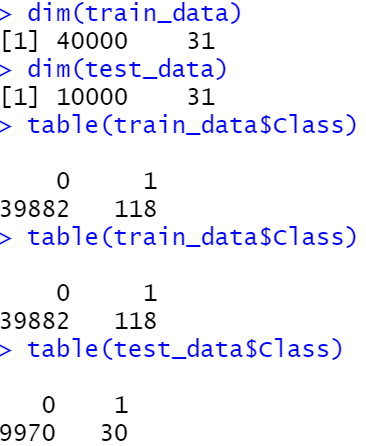 > dim(train_data)
[1] 40000    31
> dim(test_data)
[1] 10000    31
> table(train_data$Class)
    0     1
39882   118
> table(train_data$Class)
    0     1
39882   118
> table(test_data$Class)
   0    1
9970   30